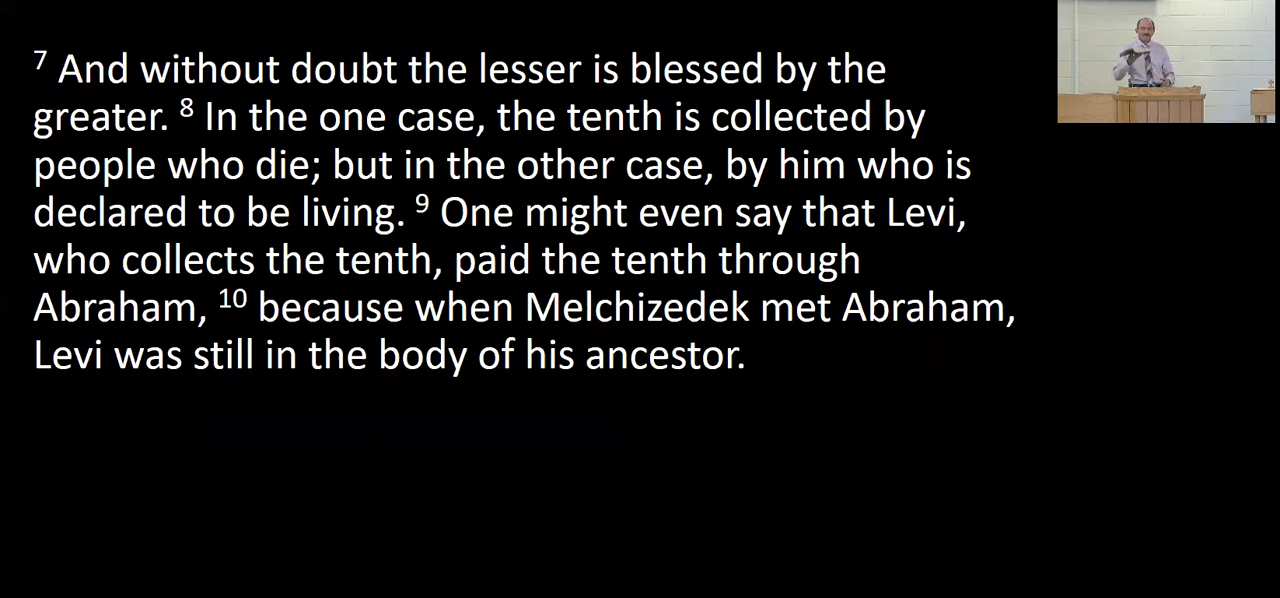 7 And without doubt the lesser is blessed by the
greater. 8 In the one case, the tenth is collected by
people who die; but in the other case, by him who is
declared to be living. 9 One might even say that Levi,
who collects the tenth, paid the tenth through
Abraham, 10 because when Melchizedek met Abraham,
Levi was still in the body of his ancestor.